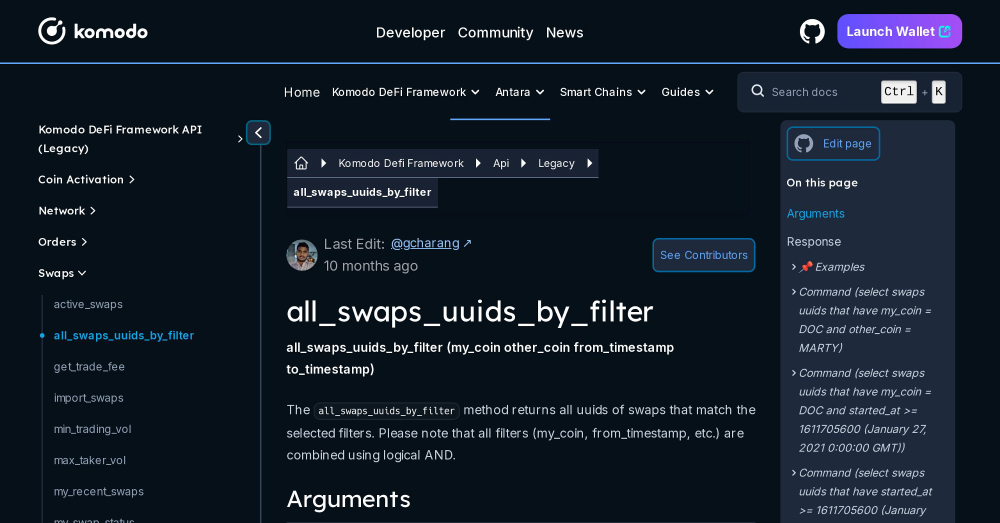 komodo
Developer Community News
Launch Wallet
Home Komodo DeFi Framework Antara Smart Chains Guides
Search docs Ctrl + K
Komodo DeFi Framework API
(Legacy)
Coin Activation
Network
Orders
Swaps
active_swaps
all_swaps_uuids_by_filter
get_trade_fee
import_swaps
min_trading_vol
max_taker_vol
my_recent_swaps
my_swap_status
Komodo Defi Framework Api Legacy
all_swaps_uuids_by_filter
Last Edit: @gcharang ↗
10 months ago
See Contributors
all_swaps_uuids_by_filter
all_swaps_uuids_by_filter (my_coin other_coin from_timestamp
to_timestamp)
The all_swaps_uuids_by_filter method returns all uuids of swaps that match the
selected filters. Please note that all filters (my_coin, from_timestamp, etc.) are
combined using logical AND.
Arguments
Edit page
On this page
Arguments
Response
📌 Examples
Command (select swaps
uuids that have my_coin =
DOC and other_coin =
MARTY)
Command (select swaps
uuids that have my_coin =
DOC and started_at >=
1611705600 (January 27,
2021 0:00:00 GMT))
Command (select swaps
uuids that have started_at
>= 1611705600 (January